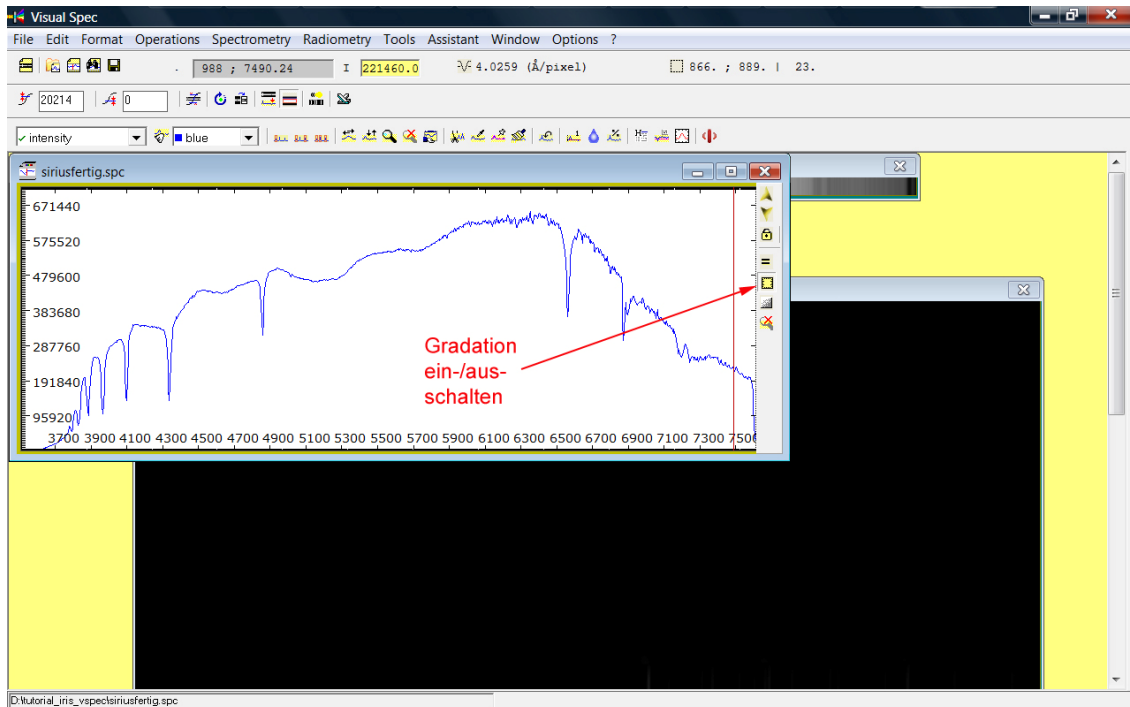 Visual Spec
File Edit Format Operations Spectrometry Radiometry Tools Assistant Window Options ?
. 988 ; 7490.24 I 221460.0 4.0259 (Å/pixel) 866. ; 889. | 23.
20214 0
intensity blue
siriusfertig.spc
671440
575520
479600
383680
287760
191840
95920
Gradation
ein-/aus-
schalten
3700 3900 4100 4300 4500 4700 4900 5100 5300 5500 5700 5900 6100 6300 6500 6700 6900 7100 7300 7500
D:\tutorial_iris_vspec\siriusfertig.spc